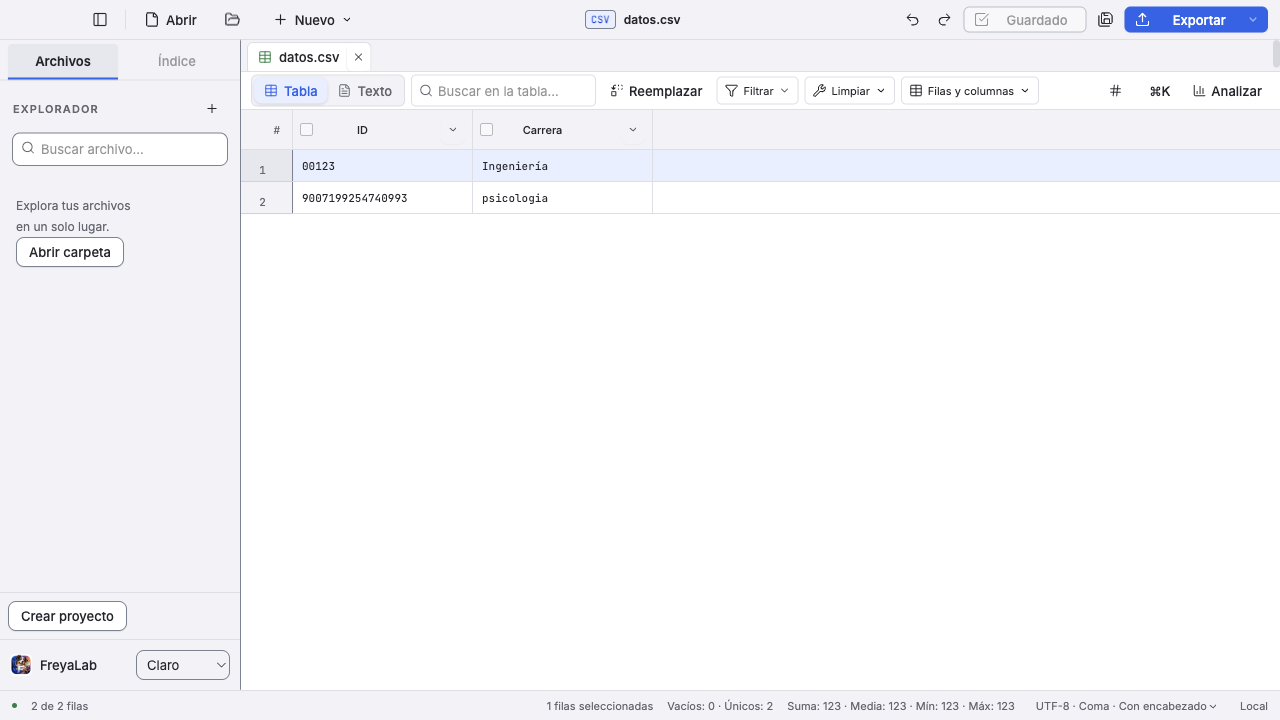 Abrir
Nuevo
CSV datos.csv
Guardado
Exportar
Archivos
Índice
EXPLORADOR
Buscar archivo...
Explora tus archivos
en un solo lugar.
Abrir carpeta
Crear proyecto
FreyaLab
Claro
datos.csv
Tabla
Texto
Buscar en la tabla...
Reemplazar
Filtrar
Limpiar
Filas y columnas
#
⌘K
Analizar
# ID Carrera
1 00123 Ingeniería
2 9007199254740993 psicologia
2 de 2 filas
1 filas seleccionadas
Vacíos: 0 · Únicos: 2
Suma: 123 · Media: 123 · Mín: 123 · Máx: 123
UTF-8 · Coma · Con encabezado
Local